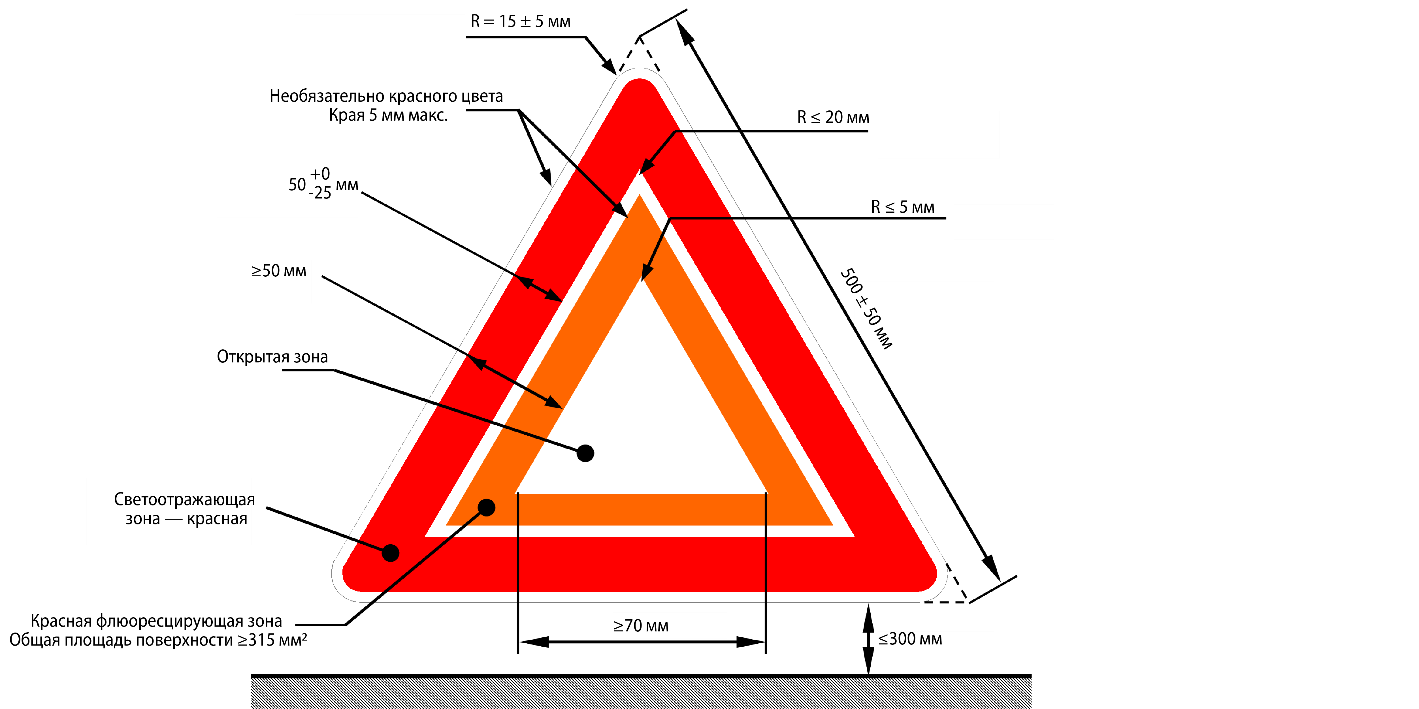 R = 15 ± 5 мм
Необязательно красного цвета
Края 5 мм макс.
R ≤ 20 мм
50 +0 -25 мм
R ≤ 5 мм
≥50 мм
500 ± 50 мм
Открытая зона
Светоотражающая
зона — красная
Красная флюоресцирующая зона
Общая площадь поверхности ≥315 мм²
≥70 мм
≤300 мм